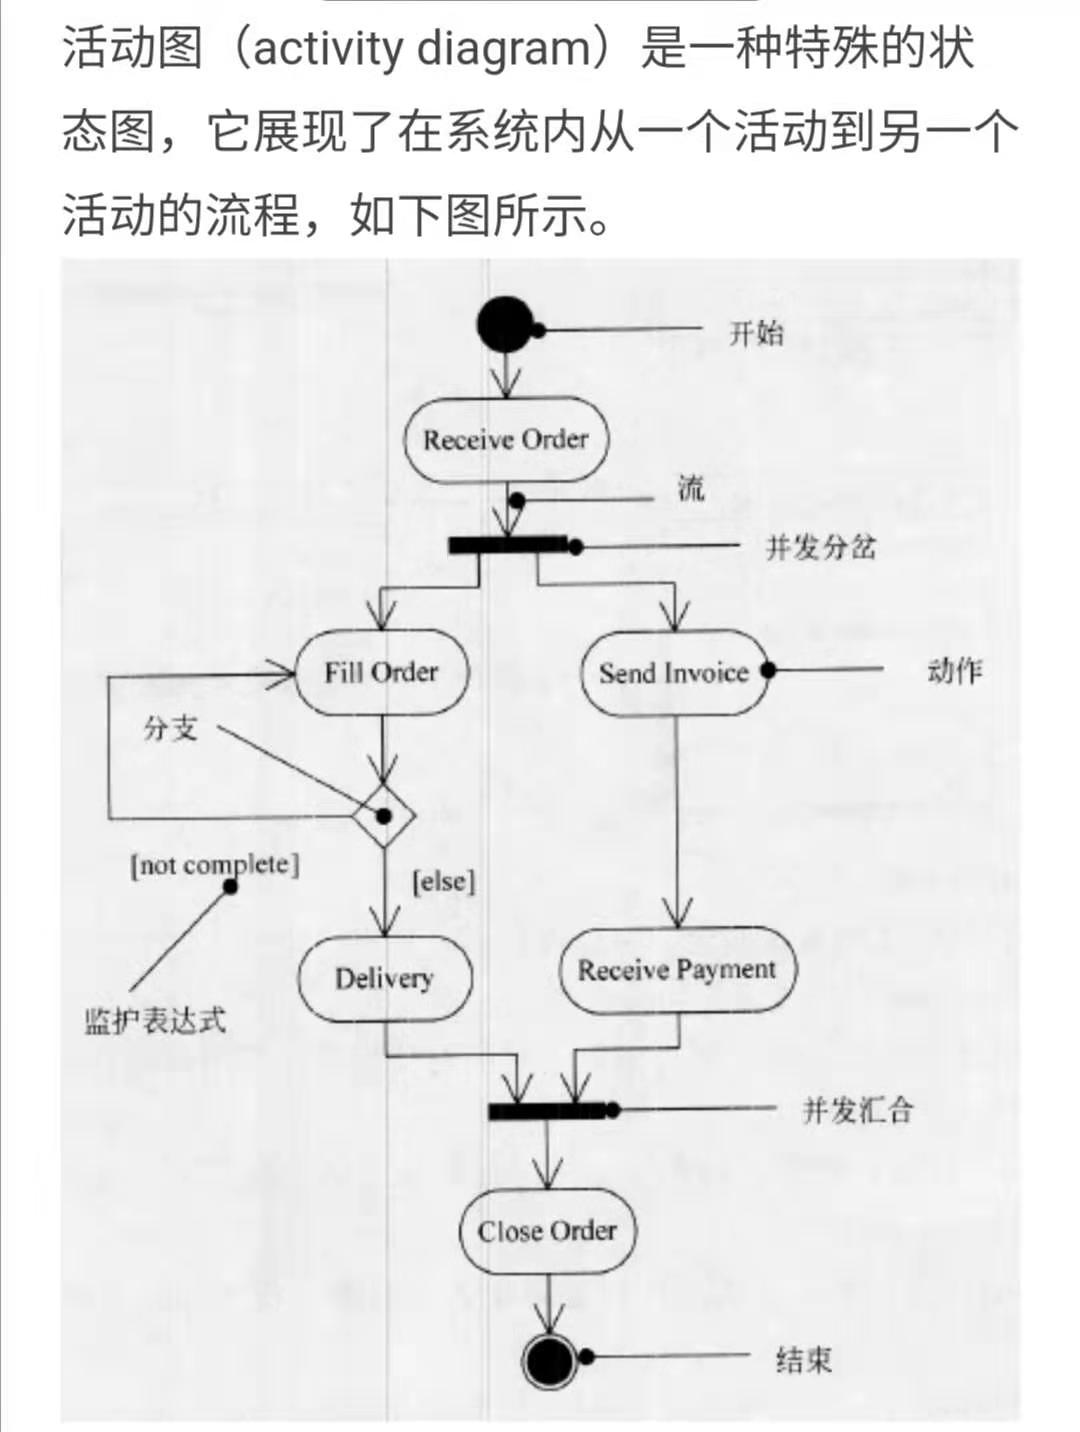 活动图（activity diagram）是一种特殊的状
态图，它展现了在系统内从一个活动到另一个
活动的流程，如下图所示。
开始
Receive Order
流
并发分岔
Fill Order
Send Invoice
动作
分支
[not complete]
[else]
Delivery
Receive Payment
监护表达式
并发汇合
Close Order
结束